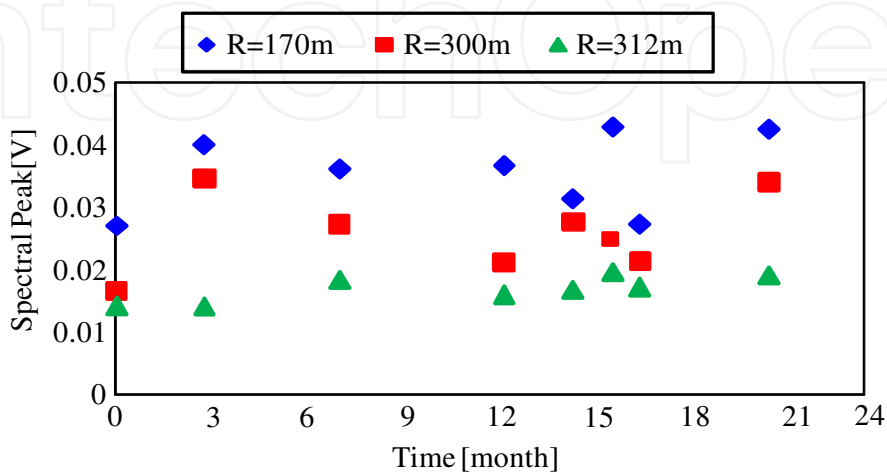 ntechOpe
R=170m R=300m R=312m
0.05
0.04
0.03
0.02
0.01
0
Spectral Peak[V]
0 3 6 9 12 15 18 21 24
Time [month]